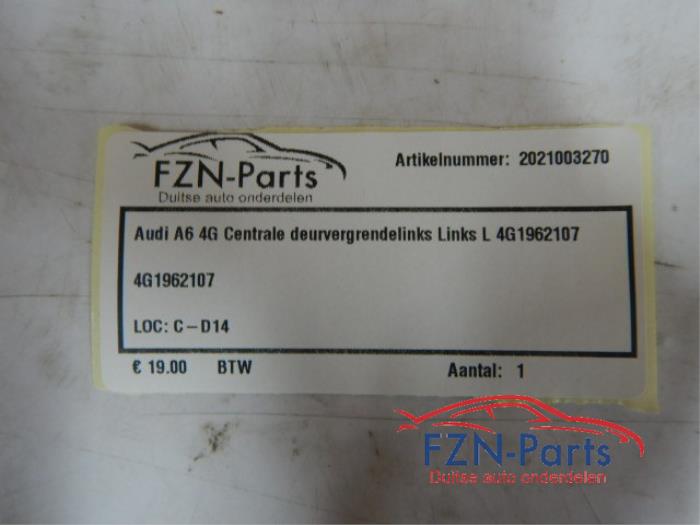 FZN-Parts
Duitse auto onderdelen
Artikelnummer: 2021003270
Audi A6 4G Centrale deurvergrendelinks Links L 4G1962107
4G1962107
LOC: C-D14
€ 19.00 BTW
Aantal: 1
FZN-Parts
Duitse auto onderdelen